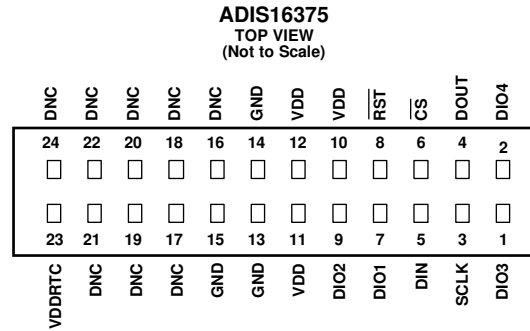 ADIS16375
TOP VIEW
(Not to Scale)
DNC DNC DNC DNC DNC GND VDD VDD RST CS DOUT DIO4
24 22 20 18 16 14 12 10 8 6 4 2
23 21 19 17 15 13 11 9 7 5 3 1
VDDRTC DNC DNC DNC GND GND VDD DIO2 DIO1 DIN SCLK DIO3